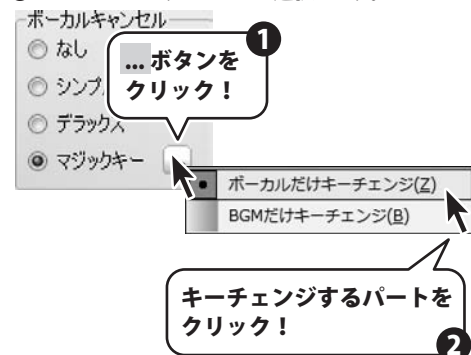 ボーカルキャンセル
なし
❶
... ボタンを
クリック！
シンプ
デラックス
マジックキー
ボーカルだけキーチェンジ(Z)
BGMだけキーチェンジ(B)
キーチェンジするパートを
クリック！
❷